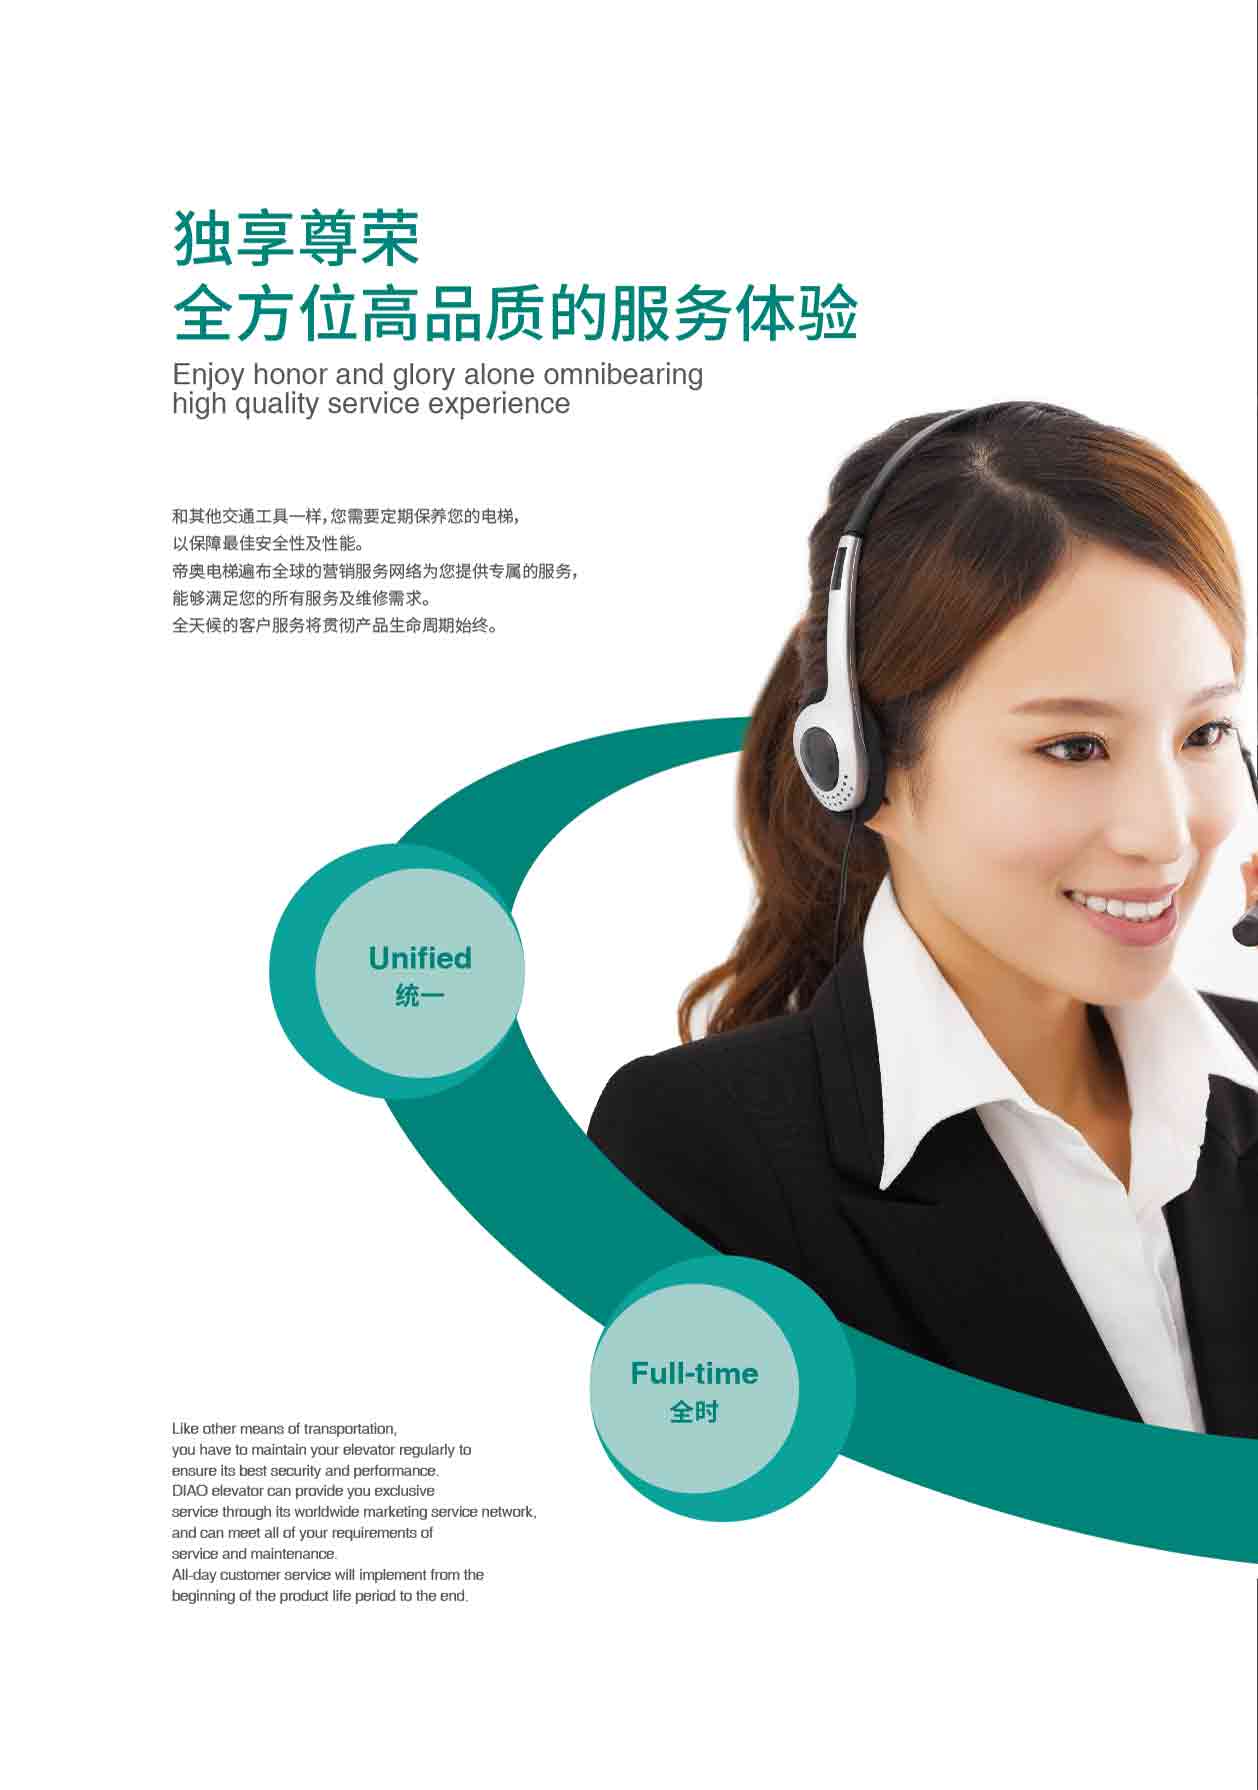 独享尊荣
全方位高品质的服务体验
Enjoy honor and glory alone omnibearing
high quality service experience
和其他交通工具一样，您需要定期保养您的电梯，
以保障最佳安全性及性能。
帝奥电梯遍布全球的营销服务网络为您提供专属的服务，
能够满足您的所有服务及维修需求。
全天候的客户服务将贯彻产品生命周期始终。
Unified
统一
Full-time
全时
Like other means of transportation,
you have to maintain your elevator regularly to
ensure its best security and performance.
DIAO elevator can provide you exclusive
service through its worldwide marketing service network,
and can meet all of your requirements of
service and maintenance.
All-day customer service will implement from the
beginning of the product life period to the end.